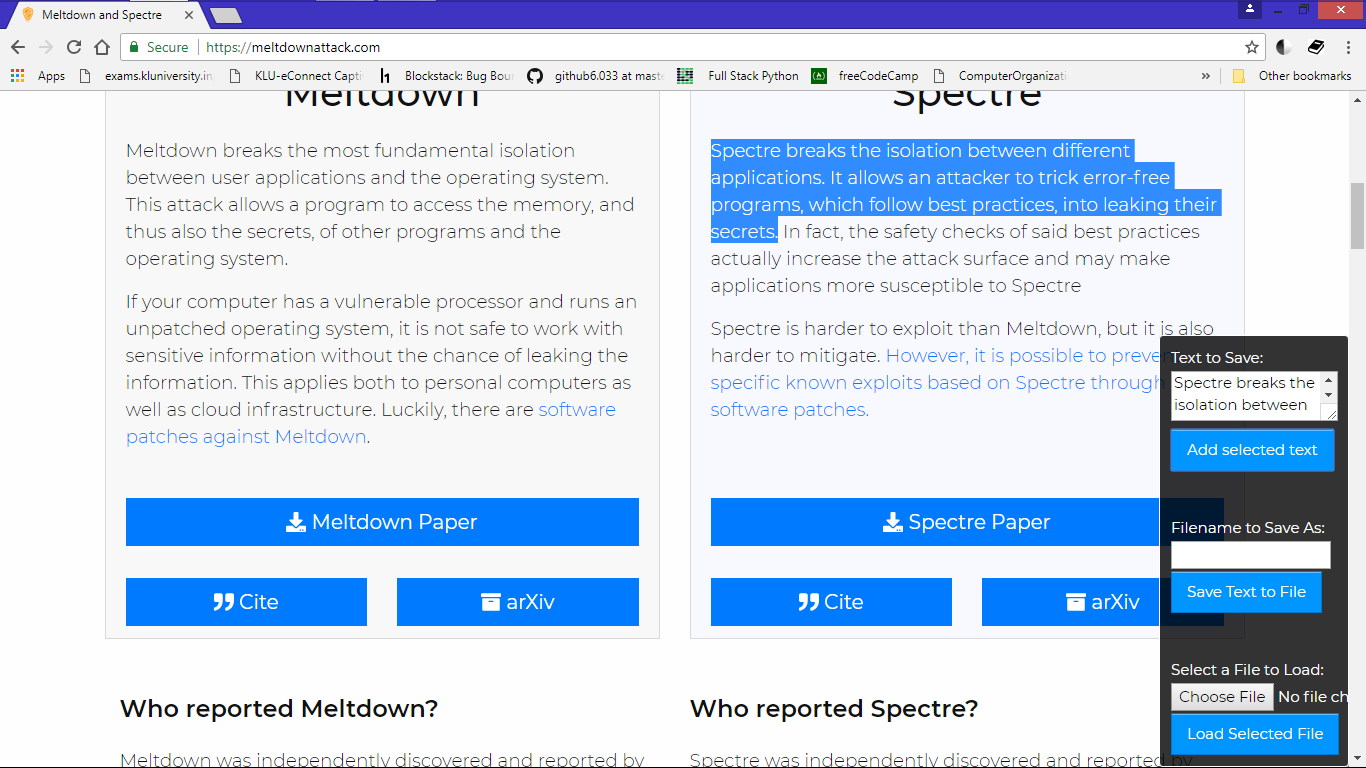 Meltdown and Spectre
Secure https://meltdownattack.com
Apps exams.kluniversity.in KLU-eConnect Capti Blockstack: Bug Bour github6.033 at maste Full Stack Python freeCodeCamp ComputerOrganizati » Other bookmarks
Meltdown
Meltdown breaks the most fundamental isolation
between user applications and the operating system.
This attack allows a program to access the memory, and
thus also the secrets, of other programs and the
operating system.
If your computer has a vulnerable processor and runs an
unpatched operating system, it is not safe to work with
sensitive information without the chance of leaking the
information. This applies both to personal computers as
well as cloud infrastructure. Luckily, there are software
patches against Meltdown.
Meltdown Paper
Cite
arXiv
Spectre
Spectre breaks the isolation between different
applications. It allows an attacker to trick error-free
programs, which follow best practices, into leaking their
secrets. In fact, the safety checks of said best practices
actually increase the attack surface and may make
applications more susceptible to Spectre
Spectre is harder to exploit than Meltdown, but it is also
harder to mitigate. However, it is possible to preve
specific known exploits based on Spectre through
software patches.
Spectre Paper
Cite
arXiv
Who reported Meltdown?
Meltdown was independently discovered and reported by
Who reported Spectre?
Spectre was independently discovered and reported by
Text to Save:
Spectre breaks the
isolation between
Add selected text
Filename to Save As:
Save Text to File
Select a File to Load:
Choose File No file ch
Load Selected File